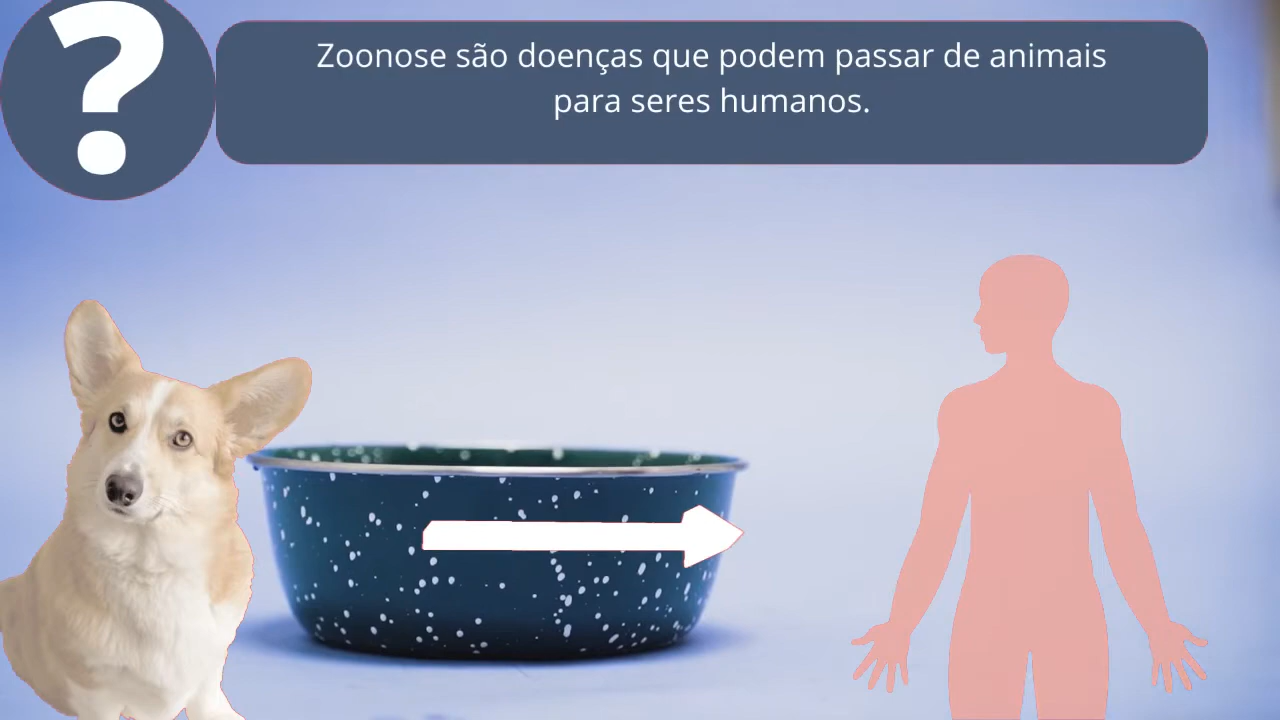 ?
Zoonose são doenças que podem passar de animais
para seres humanos.